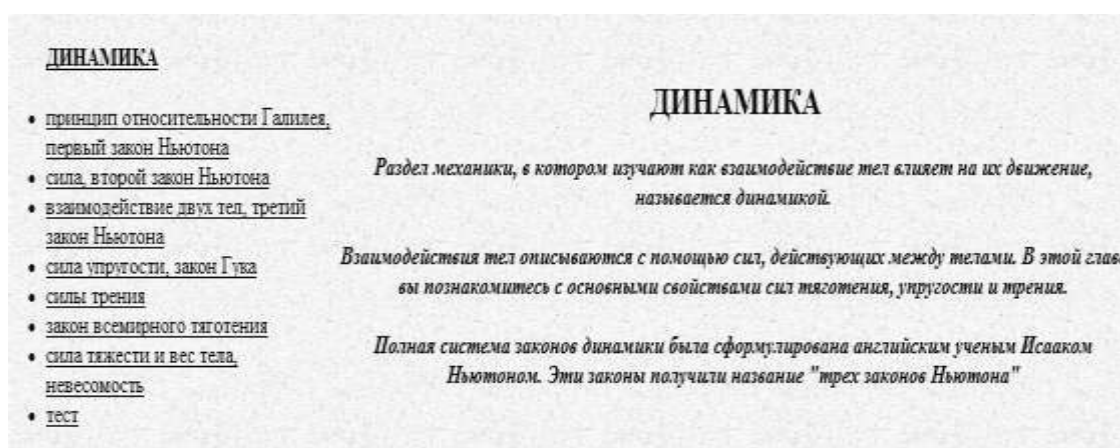 ДИНАМИКА
принцип относительности Галилея,
первый закон Ньютона
сила, второй закон Ньютона
взаимодействие двух тел, третий
закон Ньютона
сила упругости, закон Гука
силы трения
закон всемирного тяготения
сила тяжести и вес тела,
невесомость
тест
ДИНАМИКА
Раздел механики, в котором изучают как взаимодействие тел влияет на их движение,
называется динамикой.
Взаимодействия тел описываются с помощью сил, действующих между телами. В этой глав
вы познакомитесь с основными свойствами сил тяготения, упругости и трения.
Полная система законов динамики была сформулирована английским ученым Исааком
Ньютоном. Эти законы получили название "трех законов Ньютона"